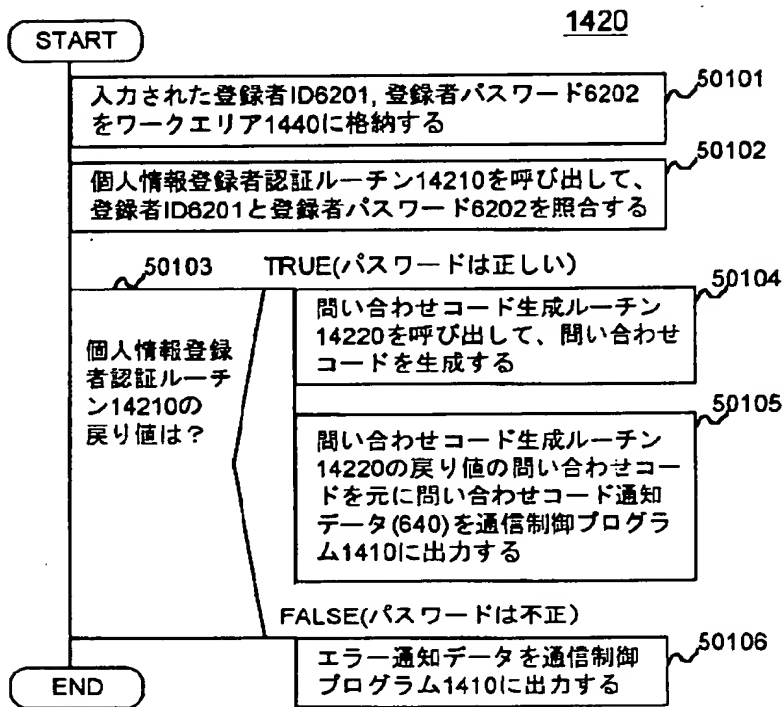 1420
START
50101
入力された登録者ID6201, 登録者パスワード6202
をワークエリア1440に格納する
50102
個人情報登録者認証ルーチン14210を呼び出して、
登録者ID6201と登録者パスワード6202を照合する
50103
TRUE(パスワードは正しい)
50104
問い合わせコード生成ルーチン
14220を呼び出して、問い合わせ
コードを生成する
個人情報登録
者認証ルーチ
ン14210の
戻り値は？
50105
問い合わせコード生成ルーチン
14220の戻り値の問い合わせコー
ドを元に問い合わせコード通知
データ(640)を通信制御プログラ
ム1410に出力する
FALSE(パスワードは不正)
50106
エラー通知データを通信制御
プログラム1410に出力する
END